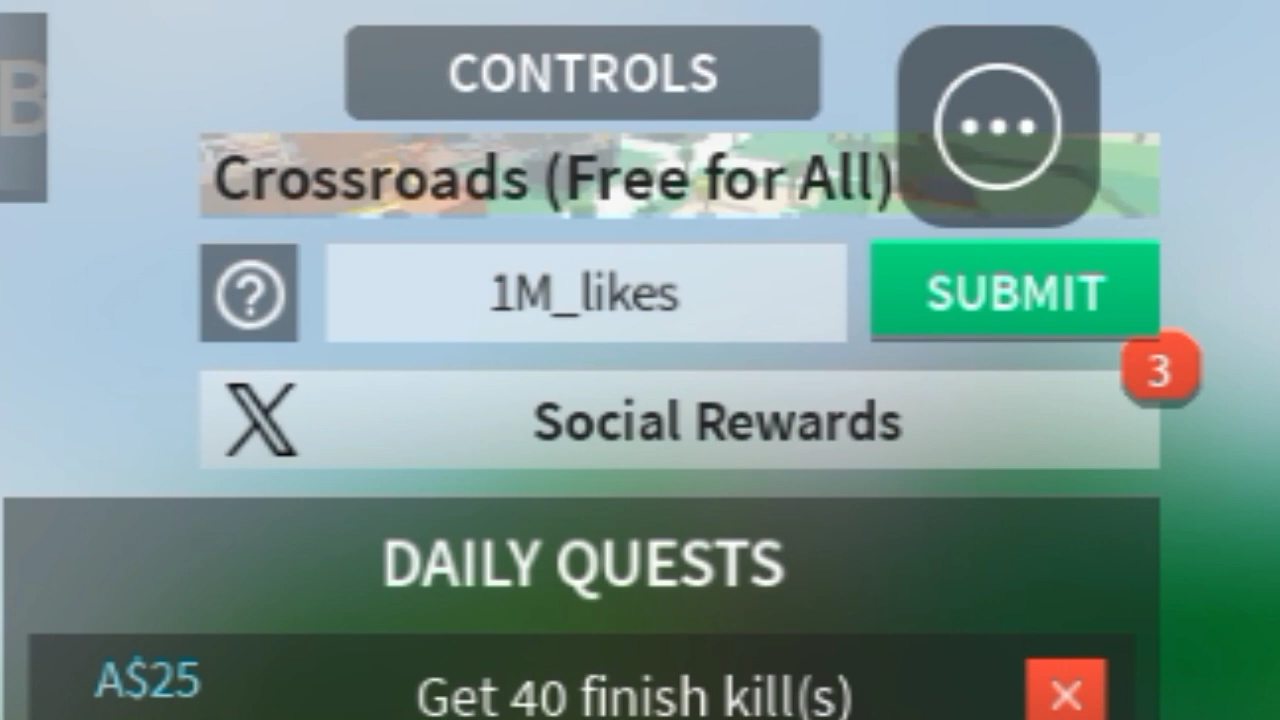 B
CONTROLS
Crossroads (Free for All)
1M_likes
SUBMIT
3
Social Rewards
DAILY QUESTS
A$25
Get 40 finish kill(s)